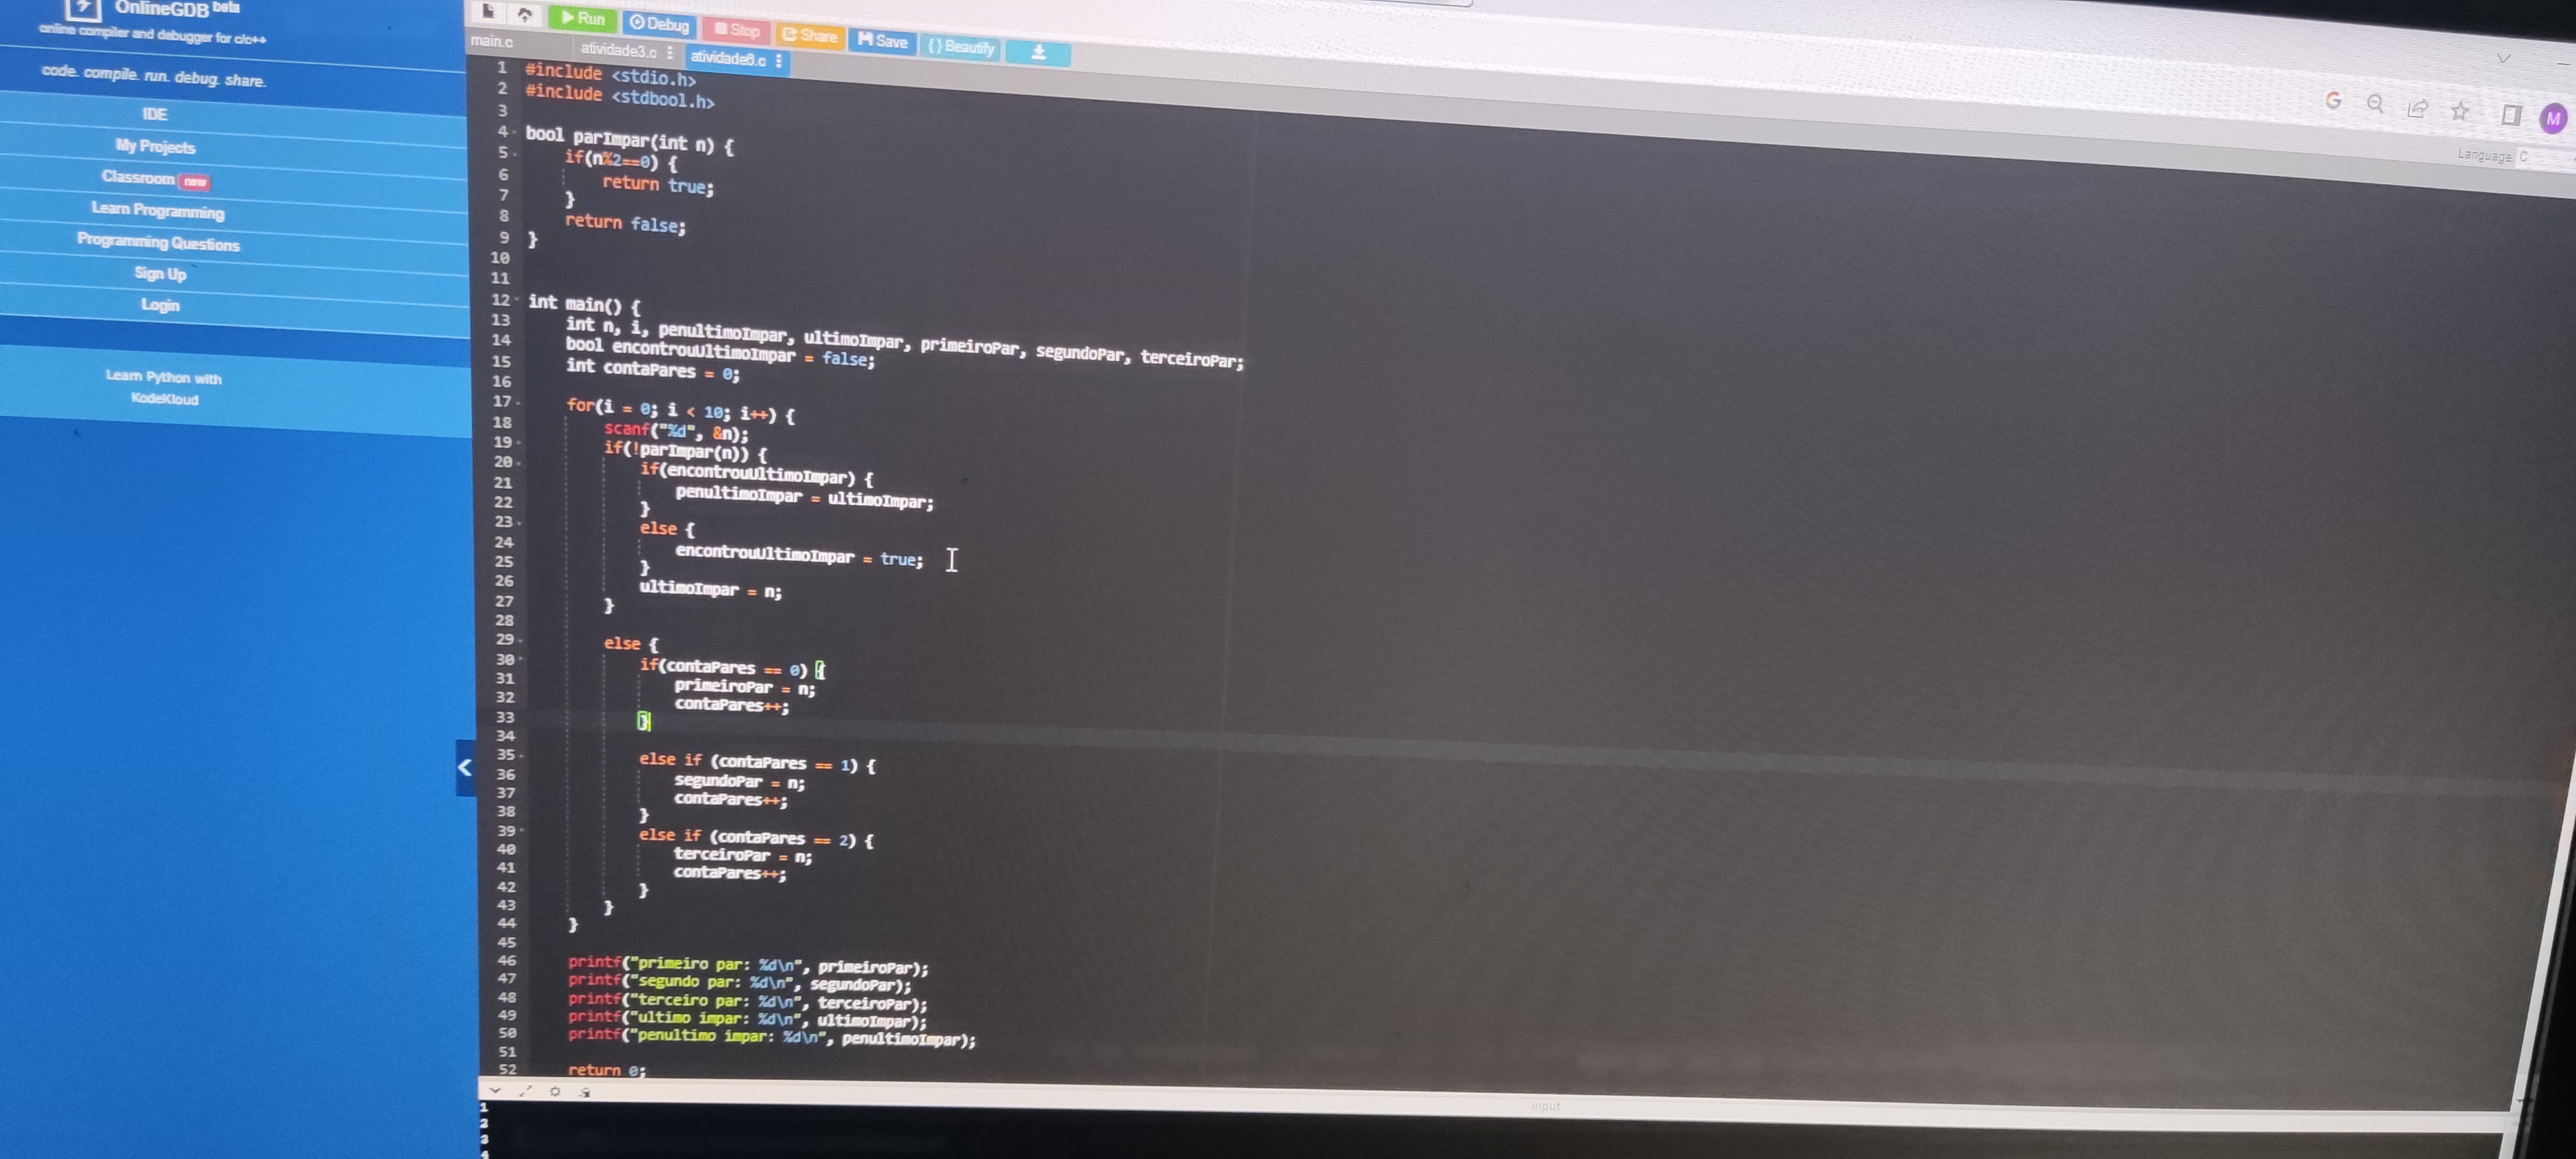 OnlineGDB beta
online compiler and debugger for c/c++
code. compile. run. debug. share.
IDE
My Projects
Classroom new
Learn Programming
Programming Questions
Sign Up
Login
Learn Python with
KodeKloud
Run Debug Stop Share Save {} Beautify
Language C
M
main.c atividade3.c atividade6.c
1 #include <stdio.h>
2 #include <stdbool.h>
3
4 bool parImpar(int n) {
5 if(n%2==0) {
6 return true;
7 }
8 return false;
9 }
10
11
12 int main() {
13 int n, i, penultimoImpar, ultimoImpar, primeiroPar, segundoPar, terceiroPar;
14 bool encontrouUltimoImpar = false;
15 int contaPares = 0;
16
17 for(i = 0; i < 10; i++) {
18 scanf("%d", &n);
19 if(!parImpar(n)) {
20 if(encontrouUltimoImpar) {
21 penultimoImpar = ultimoImpar;
22 }
23 else {
24 encontrouUltimoImpar = true;
25 }
26 ultimoImpar = n;
27 }
28
29 else {
30 if(contaPares == 0) {
31 primeiroPar = n;
32 contaPares++;
33 }
34
35 else if (contaPares == 1) {
36 segundoPar = n;
37 contaPares++;
38 }
39 else if (contaPares == 2) {
40 terceiroPar = n;
41 contaPares++;
42 }
43 }
44 }
45
46 printf("primeiro par: %d\n", primeiroPar);
47 printf("segundo par: %d\n", segundoPar);
48 printf("terceiro par: %d\n", terceiroPar);
49 printf("ultimo impar: %d\n", ultimoImpar);
50 printf("penultimo impar: %d\n", penultimoImpar);
51
52 return 0;
input
1
2
3
4